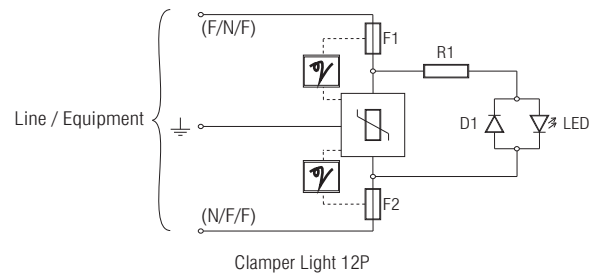 (F/N/F)
F1
R1
Line / Equipment
D1
LED
F2
(N/F/F)
Clamper Light 12P